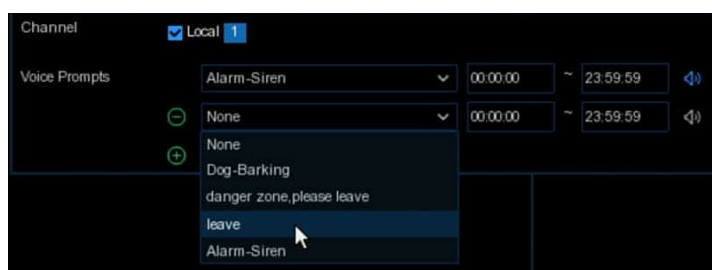 Channel Local 1
Voice Prompts Alarm-Siren 00:00:00 ~ 23:59:59
None 00:00:00 ~ 23:59:59
None
Dog-Barking
danger zone,please leave
leave
Alarm-Siren